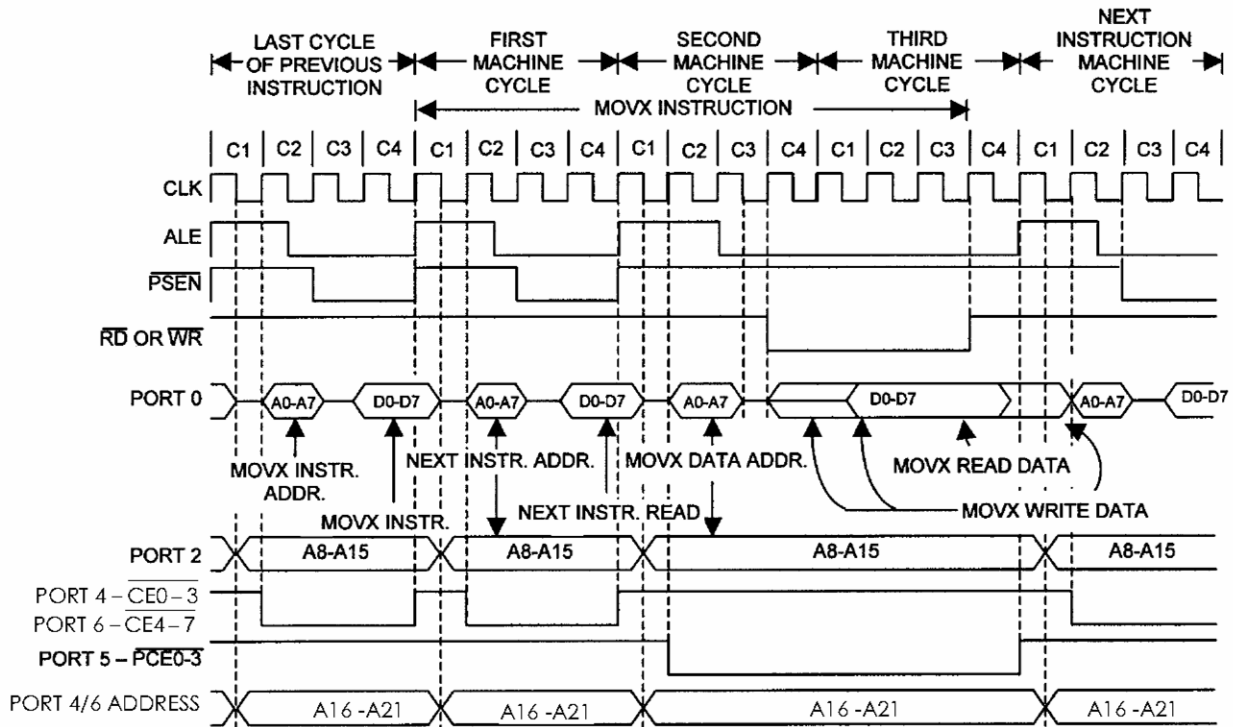 LAST CYCLE OF PREVIOUS INSTRUCTION
FIRST MACHINE CYCLE
SECOND MACHINE CYCLE
THIRD MACHINE CYCLE
NEXT INSTRUCTION MACHINE CYCLE
MOVX INSTRUCTION
C1 C2 C3 C4 C1 C2 C3 C4 C1 C2 C3 C4 C1 C2 C3 C4 C1 C2 C3 C4
CLK
ALE
PSEN
RD OR WR
PORT 0 A0-A7 D0-D7 A0-A7 D0-D7 A0-A7 D0-D7 A0-A7 D0-D7
MOVX INSTR. ADDR.
NEXT INSTR. ADDR.
MOVX DATA ADDR.
MOVX READ DATA
MOVX INSTR.
NEXT INSTR. READ
MOVX WRITE DATA
PORT 2 A8-A15 A8-A15 A8-A15 A8-A15
PORT 4 – CE0 – 3
PORT 6 – CE4 – 7
PORT 5 – PCE0-3
PORT 4/6 ADDRESS A16 -A21 A16 -A21 A16 -A21 A16 -A21